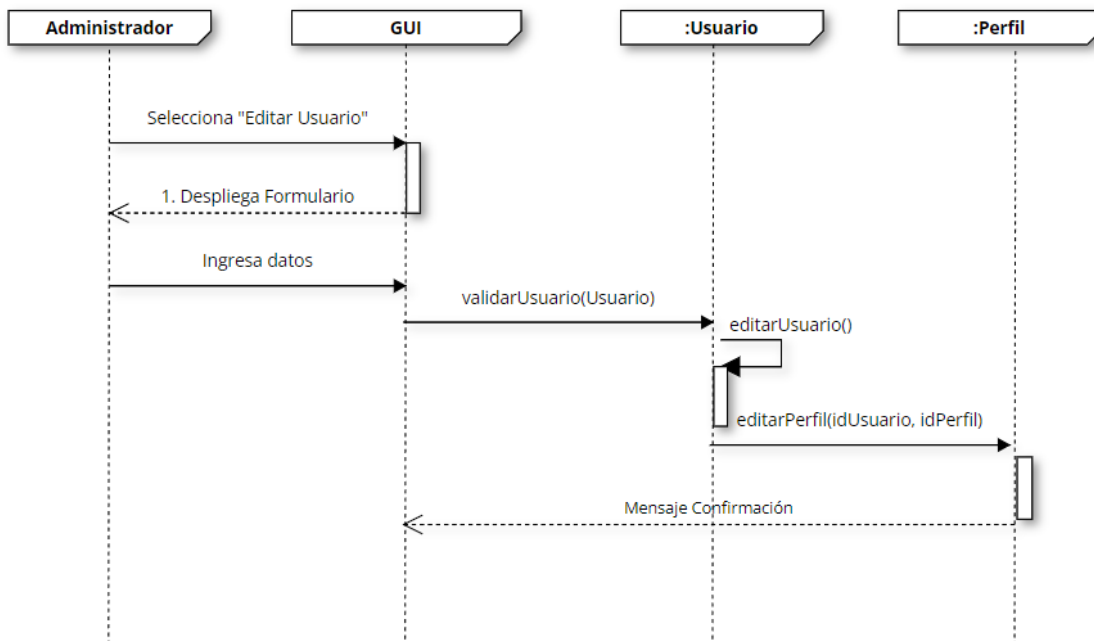 Administrador
GUI
:Usuario
:Perfil
Selecciona "Editar Usuario"
1. Despliega Formulario
Ingresa datos
validarUsuario(Usuario)
editarUsuario()
editarPerfil(idUsuario, idPerfil)
Mensaje Confirmación